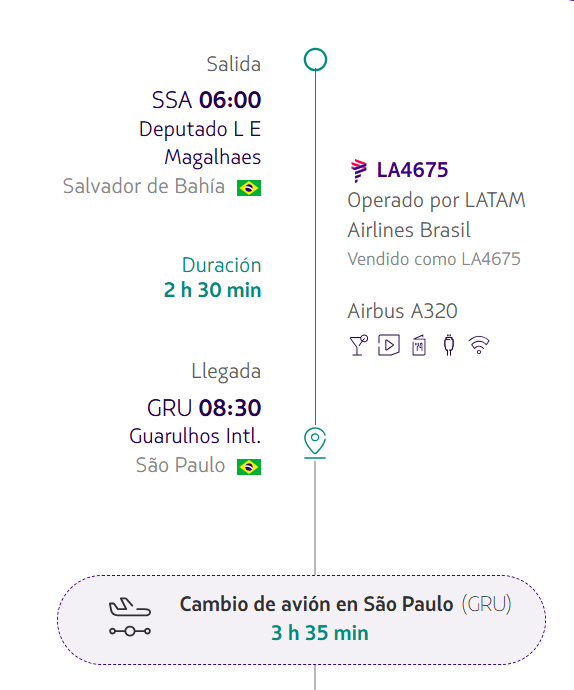 Salida
SSA 06:00
Deputado L E
Magalhaes
Salvador de Bahía
LA4675
Operado por LATAM
Airlines Brasil
Vendido como LA4675
Duración
2 h 30 min
Airbus A320
Llegada
GRU 08:30
Guarulhos Intl.
São Paulo
Cambio de avión en São Paulo (GRU)
3 h 35 min